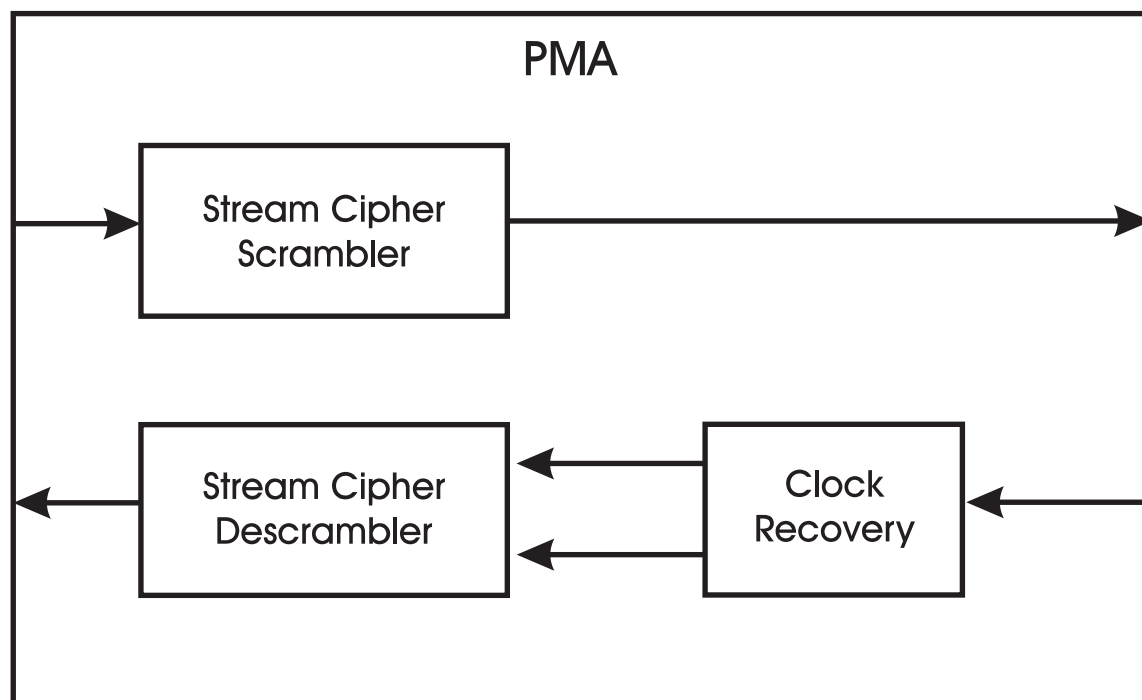 PMA
Stream Cipher
Scrambler
Stream Cipher
Descrambler
Clock
Recovery